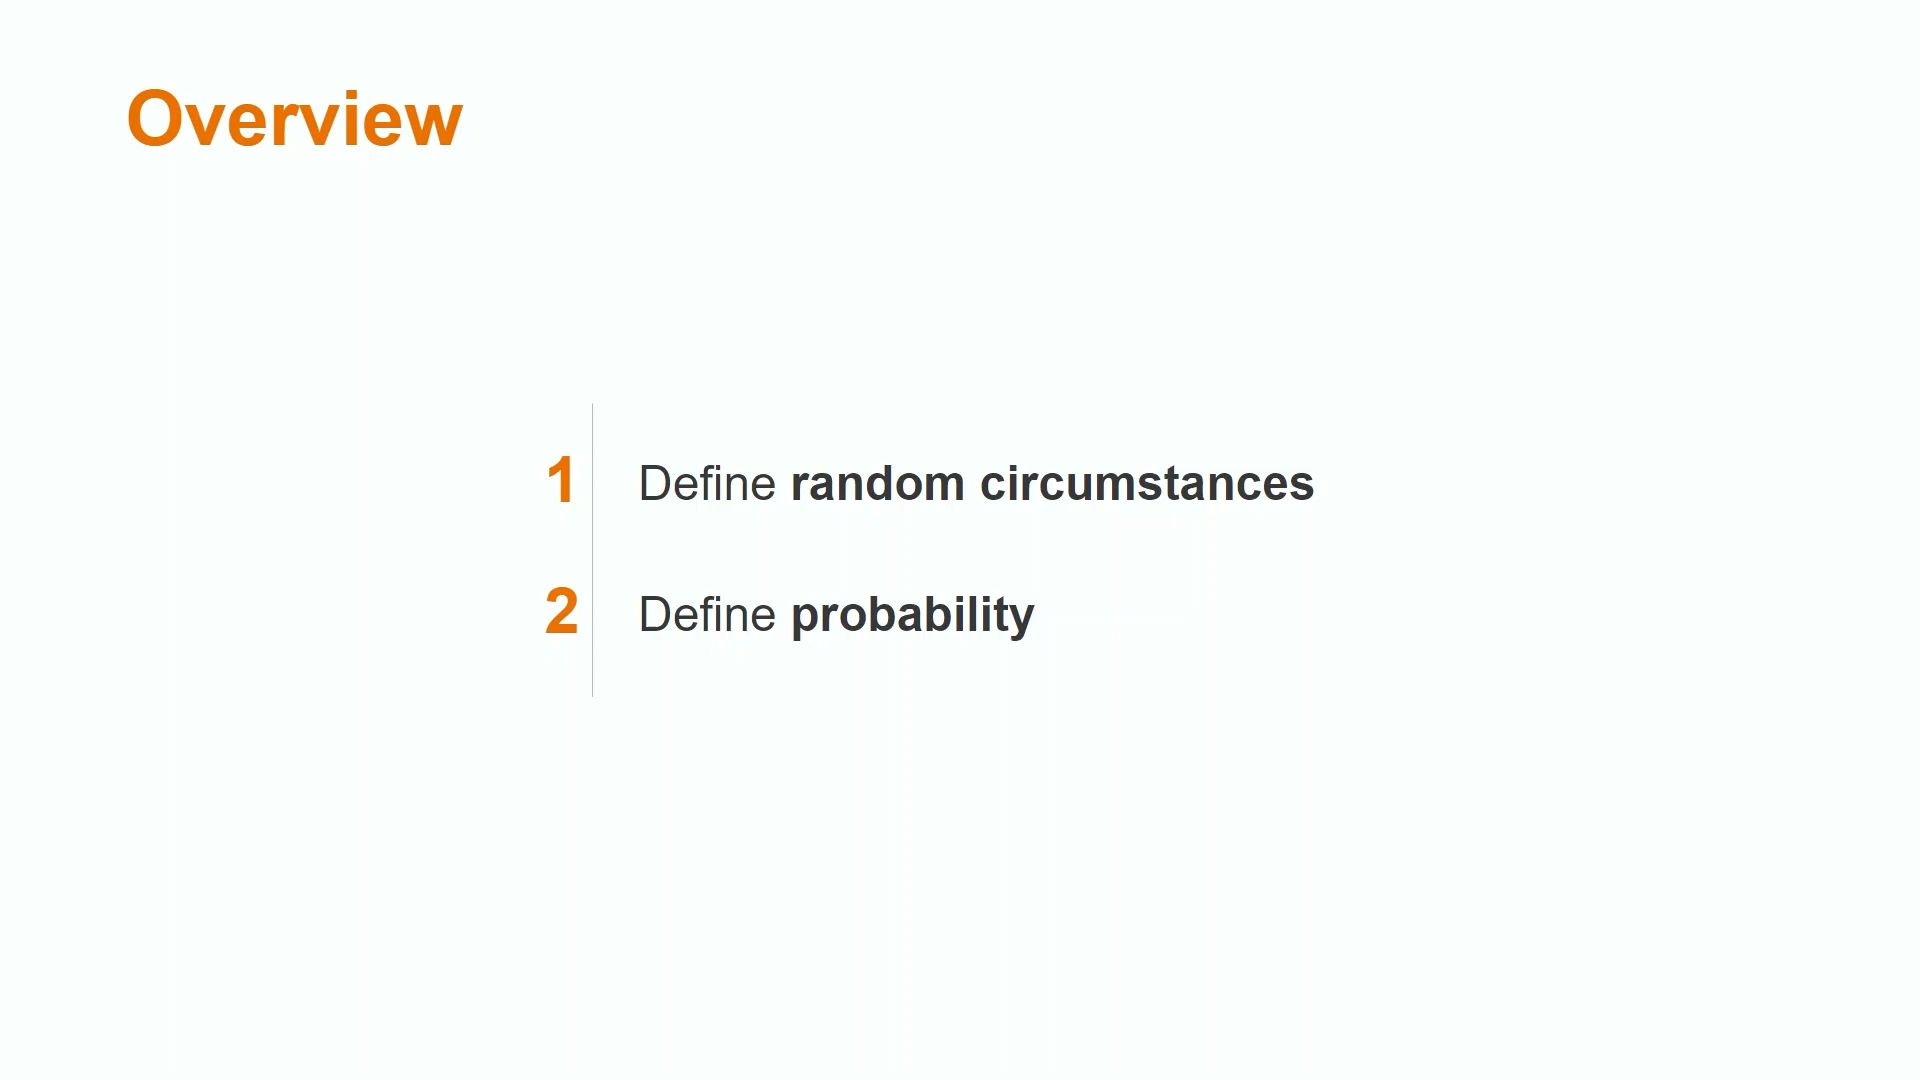 Overview
1 Define random circumstances
2 Define probability